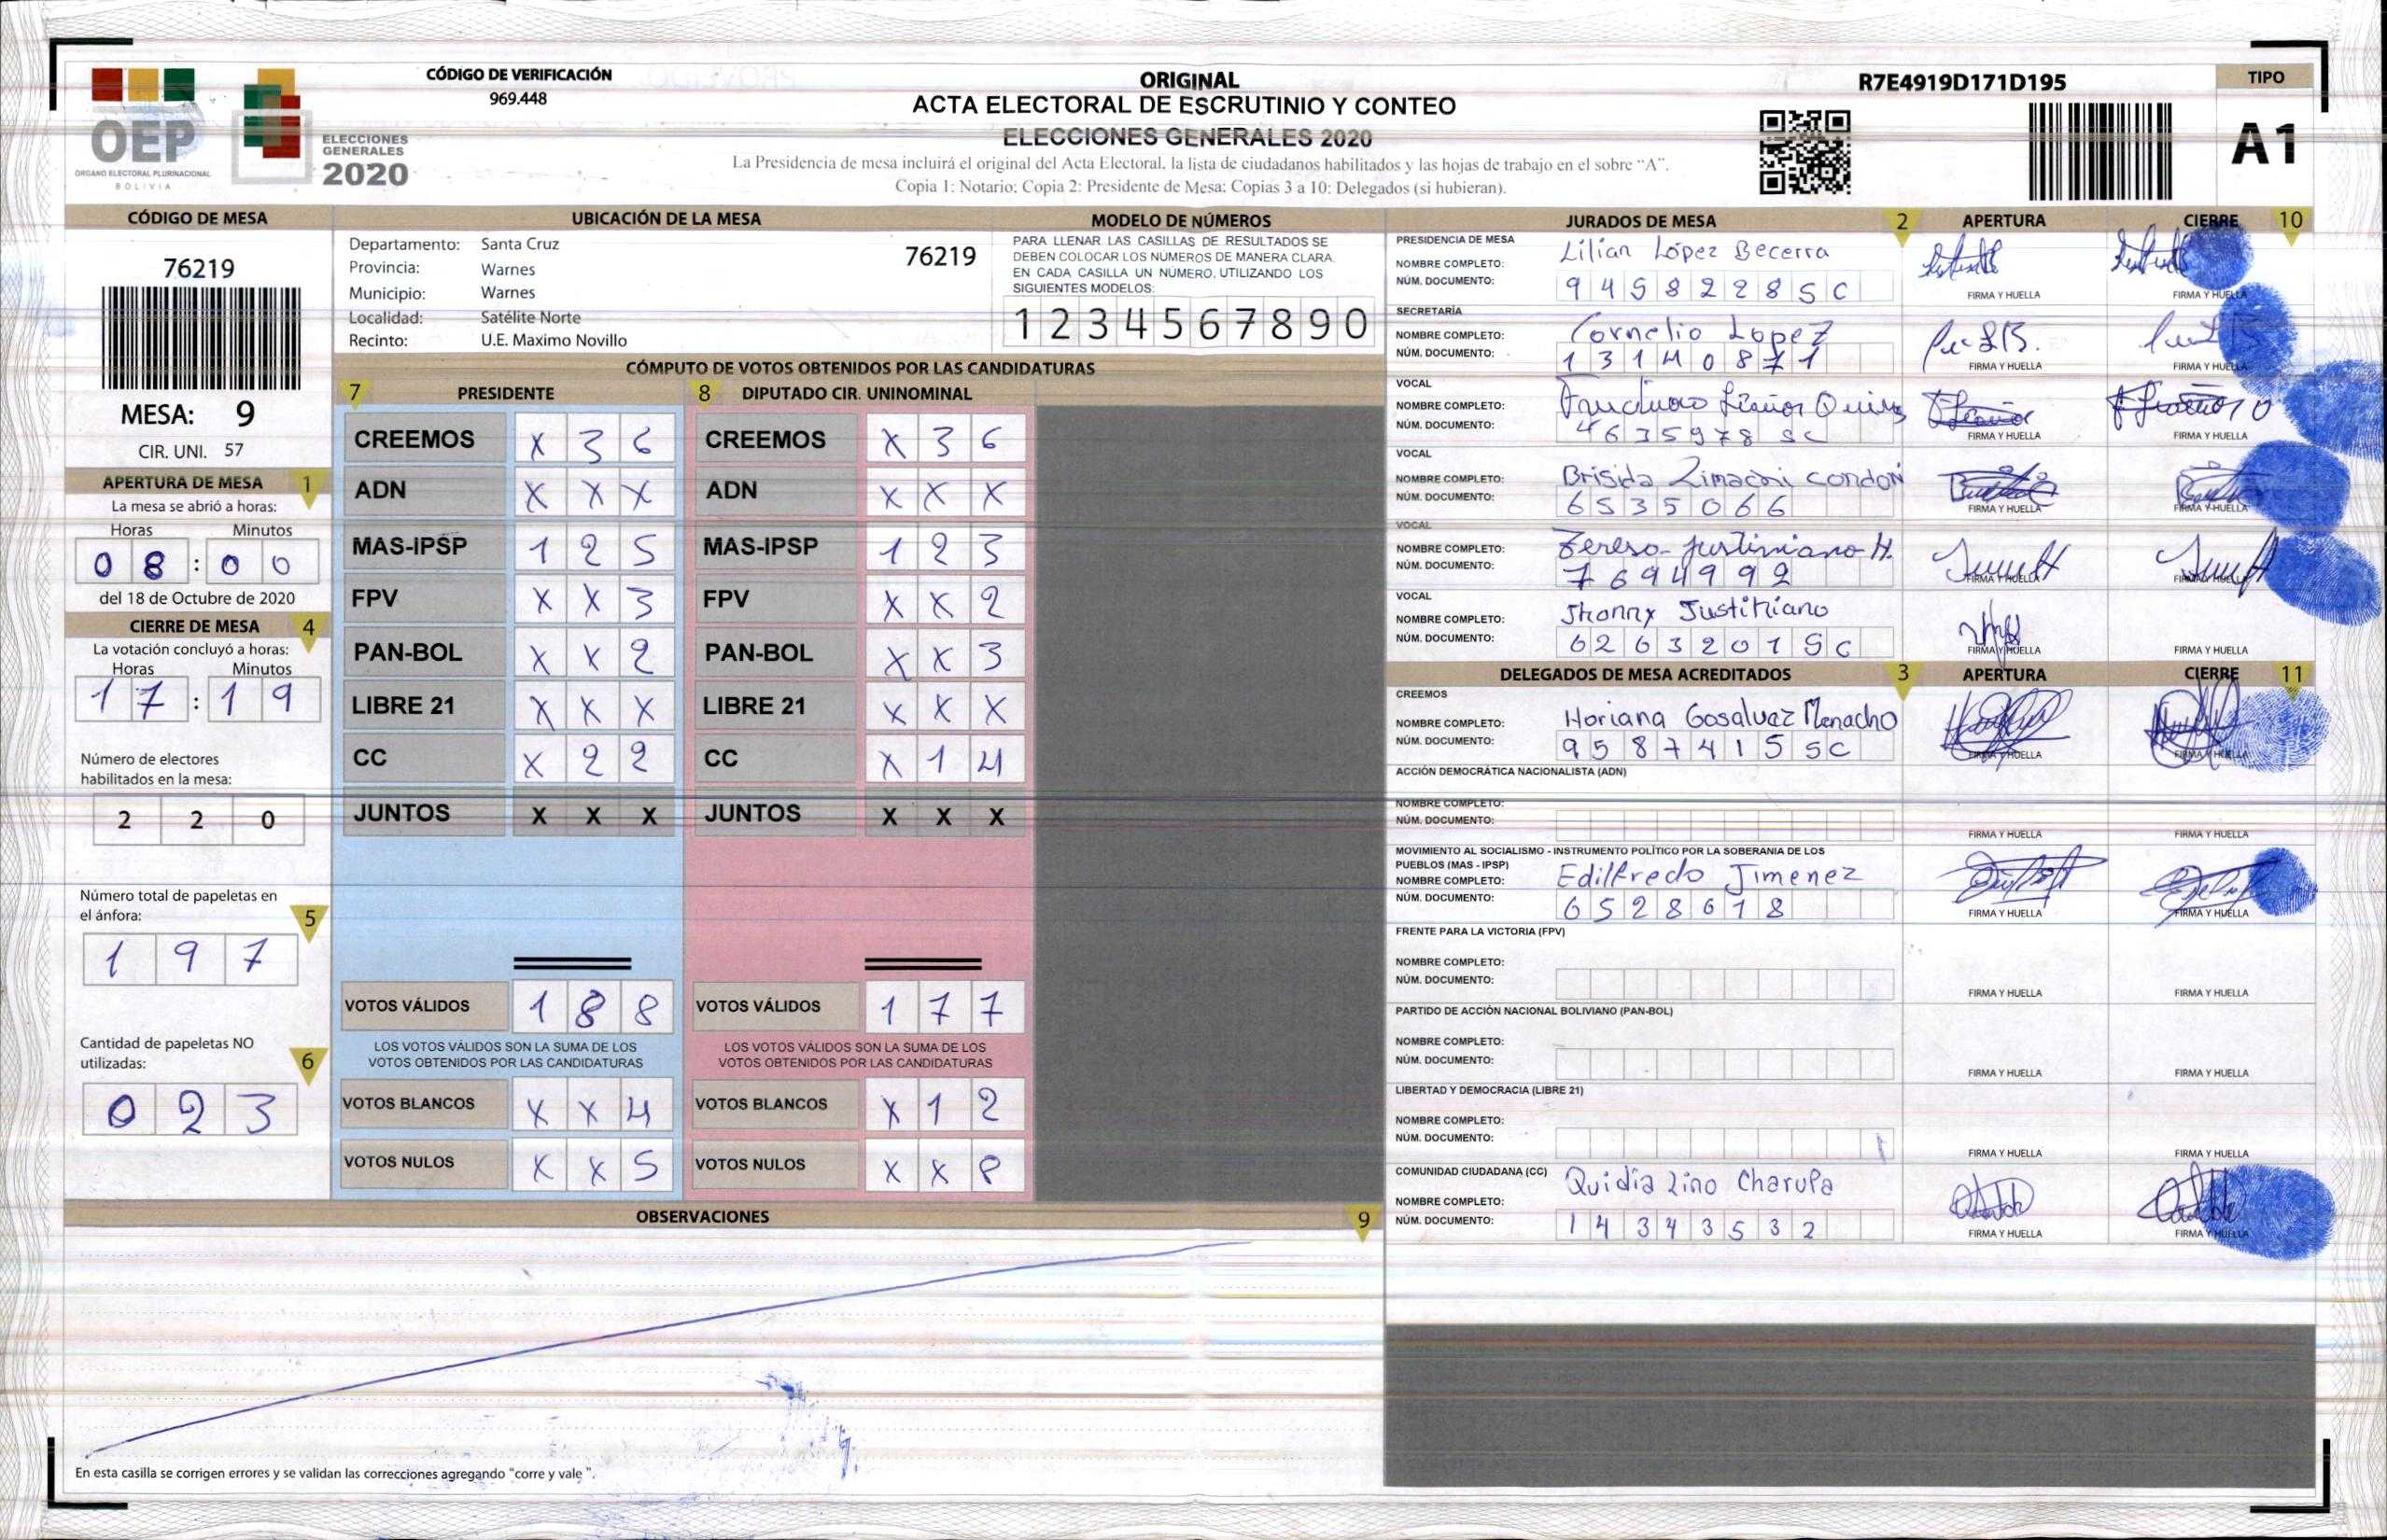 CÓDIGO DE VERIFICACIÓN
969.448
ORIGINAL
ACTA ELECTORAL DE ESCRUTINIO Y CONTEO
ELECCIONES GENERALES 2020
La Presidencia de mesa incluirá el original del Acta Electoral, la lista de ciudadanos habilitados y las hojas de trabajo en el sobre “A”.
Copia 1: Notario; Copia 2: Presidente de Mesa; Copias 3 a 10: Delegados (si hubieran).
R7E4919D171D195
TIPO
A1
OEP
ÓRGANO ELECTORAL PLURINACIONAL
BOLIVIA
ELECCIONES
GENERALES
2020
CÓDIGO DE MESA
76219
MESA: 9
CIR. UNI. 57
APERTURA DE MESA 1
La mesa se abrió a horas:
Horas Minutos
0 8 : 0 0
del 18 de Octubre de 2020
CIERRE DE MESA 4
La votación concluyó a horas:
Horas Minutos
1 7 : 1 9
Número de electores
habilitados en la mesa:
2 2 0
Número total de papeletas en
el ánfora: 5
1 9 7
Cantidad de papeletas NO
utilizadas: 6
0 2 3
UBICACIÓN DE LA MESA
Departamento: Santa Cruz 76219
Provincia: Warnes
Municipio: Warnes
Localidad: Satélite Norte
Recinto: U.E. Maximo Novillo
MODELO DE NÚMEROS
PARA LLENAR LAS CASILLAS DE RESULTADOS SE
DEBEN COLOCAR LOS NÚMEROS DE MANERA CLARA.
EN CADA CASILLA UN NÚMERO, UTILIZANDO LOS
SIGUIENTES MODELOS:
1 2 3 4 5 6 7 8 9 0
CÓMPUTO DE VOTOS OBTENIDOS POR LAS CANDIDATURAS
7 PRESIDENTE 8 DIPUTADO CIR. UNINOMINAL
CREEMOS X 3 6 CREEMOS X 3 6
ADN X X X ADN X X X
MAS-IPSP 1 2 5 MAS-IPSP 1 2 3
FPV X X 3 FPV X X 2
PAN-BOL X X 2 PAN-BOL X X 3
LIBRE 21 X X X LIBRE 21 X X X
CC X 2 2 CC X 1 4
JUNTOS X X X JUNTOS X X X
VOTOS VÁLIDOS 1 8 8 VOTOS VÁLIDOS 1 7 7
LOS VOTOS VÁLIDOS SON LA SUMA DE LOS LOS VOTOS VÁLIDOS SON LA SUMA DE LOS
VOTOS OBTENIDOS POR LAS CANDIDATURAS VOTOS OBTENIDOS POR LAS CANDIDATURAS
VOTOS BLANCOS X X 4 VOTOS BLANCOS X 1 2
VOTOS NULOS X X 5 VOTOS NULOS X X 8
OBSERVACIONES 9
En esta casilla se corrigen errores y se validan las correcciones agregando "corre y vale ".
JURADOS DE MESA 2 APERTURA CIERRE 10
PRESIDENCIA DE MESA
NOMBRE COMPLETO: Lilian López Becerra
NÚM. DOCUMENTO: 9 4 5 8 2 2 8 S C
FIRMA Y HUELLA FIRMA Y HUELLA
SECRETARÍA
NOMBRE COMPLETO: Cornelio Lopez
NÚM. DOCUMENTO: 1 3 1 4 0 8 7 1
FIRMA Y HUELLA FIRMA Y HUELLA
VOCAL
NOMBRE COMPLETO:
NÚM. DOCUMENTO: 4 6 3 5 9 7 8 S C
FIRMA Y HUELLA FIRMA Y HUELLA
VOCAL
NOMBRE COMPLETO: Brisida Limachi condori
NÚM. DOCUMENTO: 6 5 3 5 0 6 6
FIRMA Y HUELLA FIRMA Y HUELLA
VOCAL
NOMBRE COMPLETO: Teresa Justiniano H.
NÚM. DOCUMENTO: 7 6 9 4 9 9 2
FIRMA Y HUELLA FIRMA Y HUELLA
VOCAL
NOMBRE COMPLETO: Jhonny Justiniano
NÚM. DOCUMENTO: 6 2 6 3 2 0 1 S C
FIRMA Y HUELLA FIRMA Y HUELLA
DELEGADOS DE MESA ACREDITADOS 3 APERTURA CIERRE 11
CREEMOS
NOMBRE COMPLETO: Horiana Gosalvez Menacho
NÚM. DOCUMENTO: 9 5 8 7 4 1 5 S C
FIRMA Y HUELLA FIRMA Y HUELLA
ACCIÓN DEMOCRÁTICA NACIONALISTA (ADN)
NOMBRE COMPLETO:
NÚM. DOCUMENTO:
FIRMA Y HUELLA FIRMA Y HUELLA
MOVIMIENTO AL SOCIALISMO - INSTRUMENTO POLÍTICO POR LA SOBERANIA DE LOS
PUEBLOS (MAS - IPSP)
NOMBRE COMPLETO: Edilfredo Jimenez
NÚM. DOCUMENTO: 6 5 2 8 6 1 8
FIRMA Y HUELLA FIRMA Y HUELLA
FRENTE PARA LA VICTORIA (FPV)
NOMBRE COMPLETO:
NÚM. DOCUMENTO:
FIRMA Y HUELLA FIRMA Y HUELLA
PARTIDO DE ACCIÓN NACIONAL BOLIVIANO (PAN-BOL)
NOMBRE COMPLETO:
NÚM. DOCUMENTO:
FIRMA Y HUELLA FIRMA Y HUELLA
LIBERTAD Y DEMOCRACIA (LIBRE 21)
NOMBRE COMPLETO:
NÚM. DOCUMENTO:
FIRMA Y HUELLA FIRMA Y HUELLA
COMUNIDAD CIUDADANA (CC)
NOMBRE COMPLETO: Quidia Lino Charupa
NÚM. DOCUMENTO: 1 4 3 4 3 5 3 2
FIRMA Y HUELLA FIRMA Y HUELLA